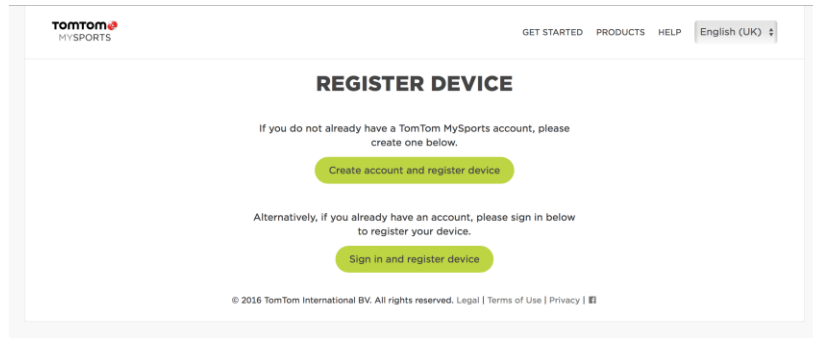 TOMTOM
MYSPORTS
GET STARTED PRODUCTS HELP English (UK)
REGISTER DEVICE
If you do not already have a TomTom MySports account, please
create one below.
Create account and register device
Alternatively, if you already have an account, please sign in below
to register your device.
Sign in and register device
© 2016 TomTom International BV. All rights reserved. Legal | Terms of Use | Privacy |